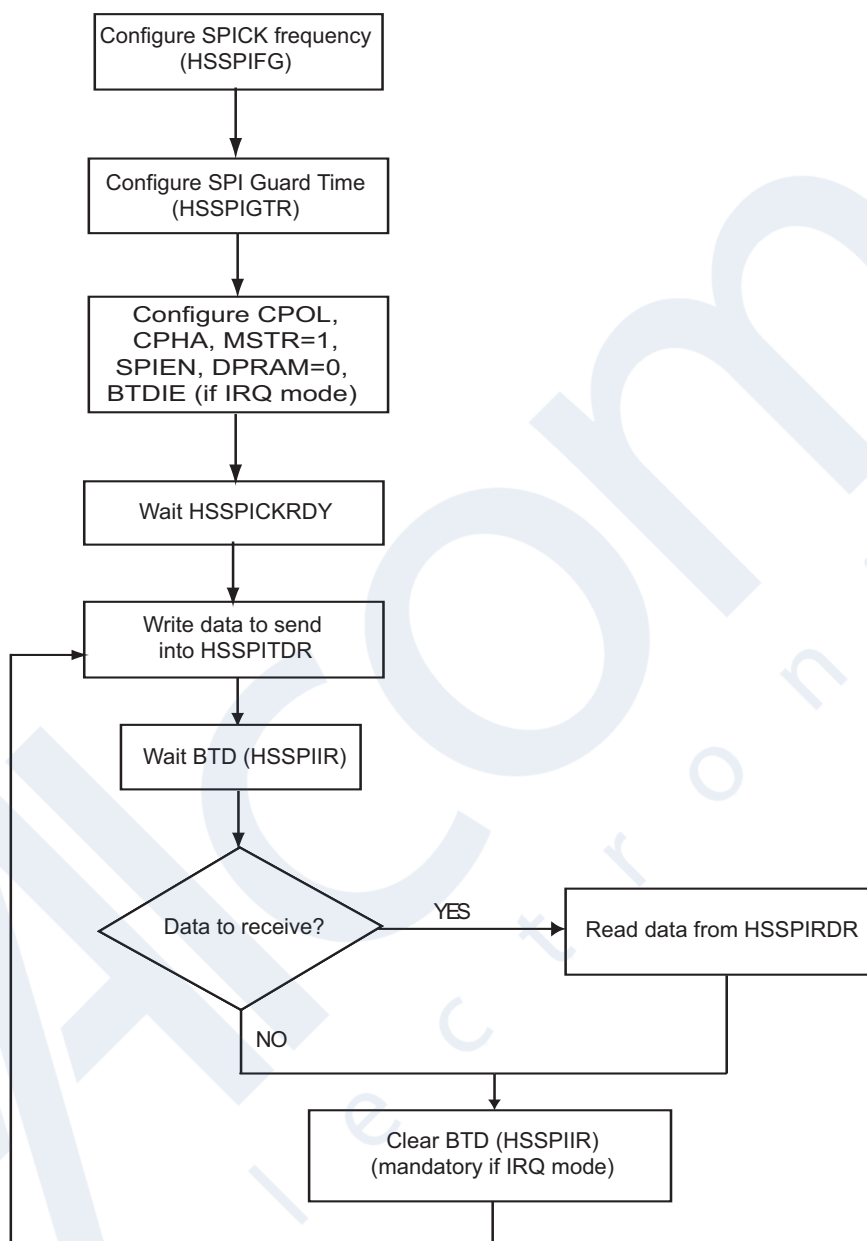 Configure SPICK frequency
(HSSPIFG)
Configure SPI Guard Time
(HSSPIGTR)
Configure CPOL,
CPHA, MSTR=1,
SPIEN, DPRAM=0,
BTDIE (if IRQ mode)
Wait HSSPICKRDY
Write data to send
into HSSPITDR
Wait BTD (HSSPIIR)
Data to receive?
YES
Read data from HSSPIRDR
NO
Clear BTD (HSSPIIR)
(mandatory if IRQ mode)
Alcom
lectron